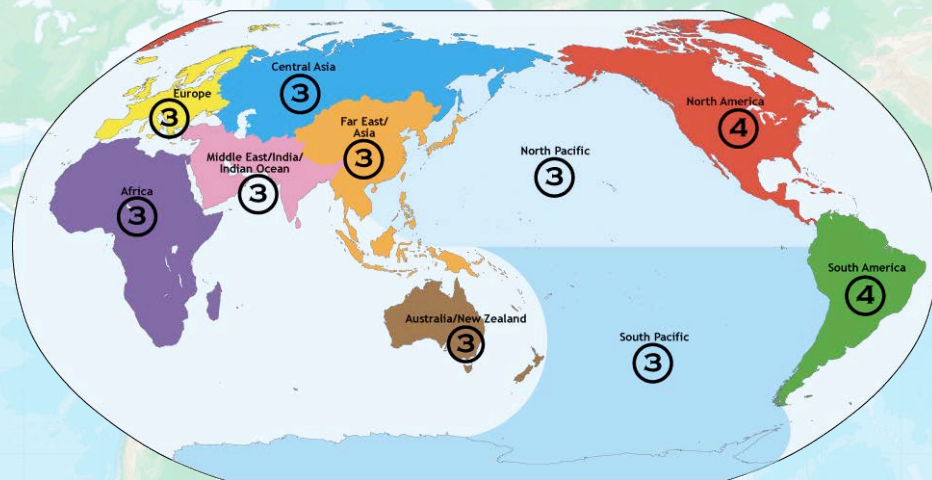 Central Asia
3
Europe
3
Far East/
Asia
3
North America
4
Middle East/India/
Indian Ocean
3
North Pacific
3
Africa
3
South America
4
Australia/New Zealand
3
South Pacific
3